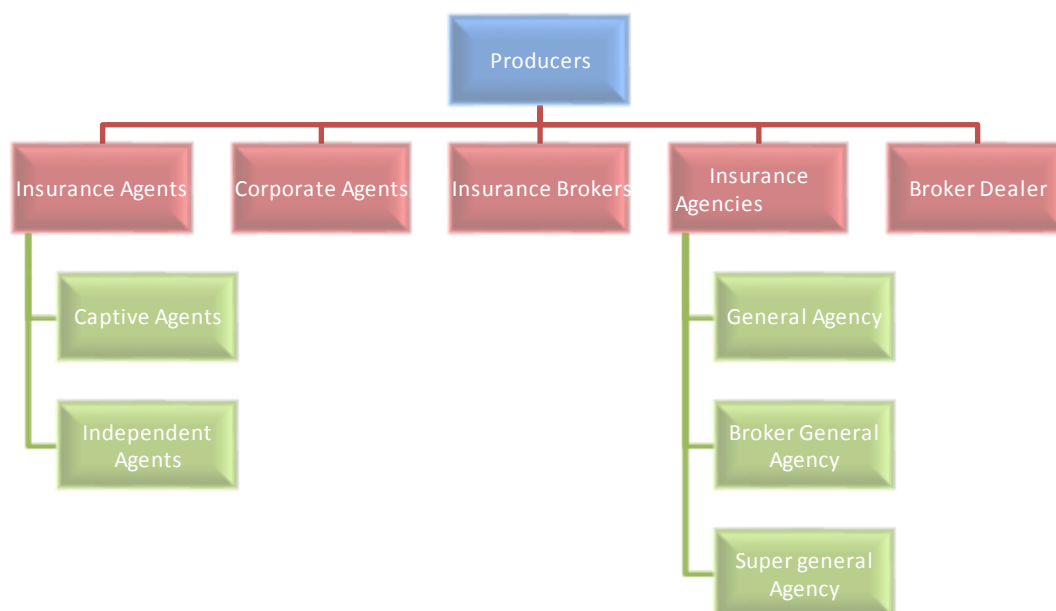 Producers
Insurance Agents
Corporate Agents
Insurance Brokers
Insurance
Agencies
Broker Dealer
Captive Agents
Independent
Agents
General Agency
Broker General
Agency
Super general
Agency